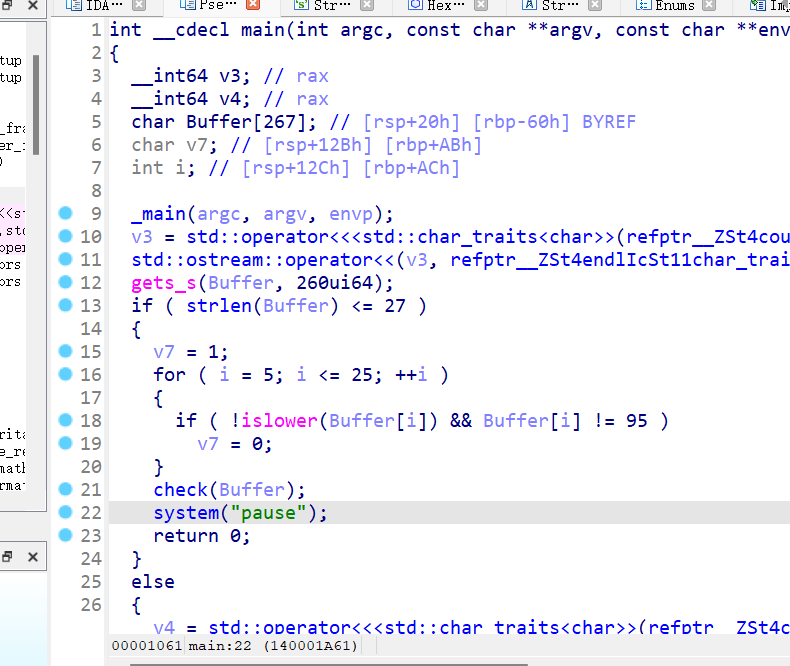 IDA··· Pse··· Str··· Hex··· Str··· Enums
tup
tup
_fra
)
<<s
,std
oper
ors
ors
math
1 int __cdecl main(int argc, const char **argv, const char **env
2 {
3 __int64 v3; // rax
4 __int64 v4; // rax
5 char Buffer[267]; // [rsp+20h] [rbp-60h] BYREF
6 char v7; // [rsp+12Bh] [rbp+ABh]
7 int i; // [rsp+12Ch] [rbp+ACh]
8
9 _main(argc, argv, envp);
10 v3 = std::operator<<<std::char_traits<char>>(refptr__ZSt4cou
11 std::ostream::operator<<(v3, refptr__ZSt4endlIcSt11char_trai
12 gets_s(Buffer, 260ui64);
13 if ( strlen(Buffer) <= 27 )
14 {
15 v7 = 1;
16 for ( i = 5; i <= 25; ++i )
17 {
18 if ( !islower(Buffer[i]) && Buffer[i] != 95 )
19 v7 = 0;
20 }
21 check(Buffer);
22 system("pause");
23 return 0;
24 }
25 else
26 {
v4 = std::operator<<<std::char_traits<char>>(refptr__ZSt4c
00001061 main:22 (140001A61)